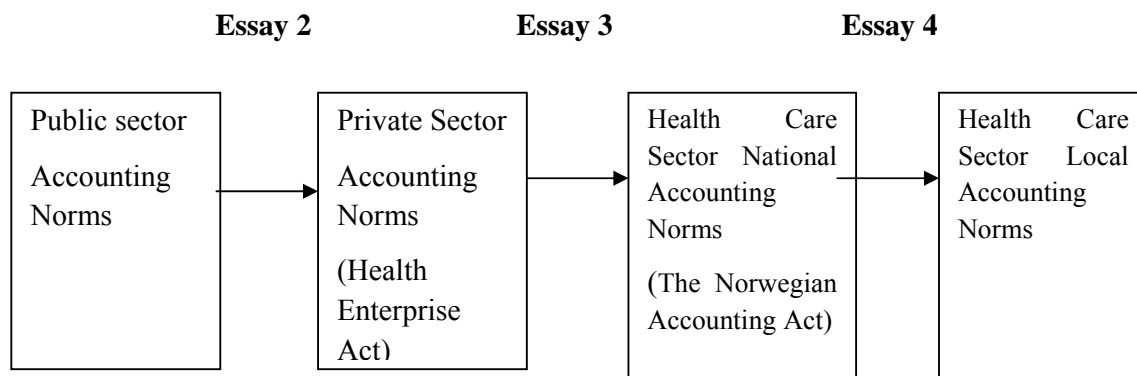 Essay 2 Essay 3 Essay 4
Public sector
Accounting
Norms
Private Sector
Accounting
Norms
(Health
Enterprise
Act)
Health Care
Sector National
Accounting
Norms
(The Norwegian
Accounting Act)
Health Care
Sector Local
Accounting
Norms